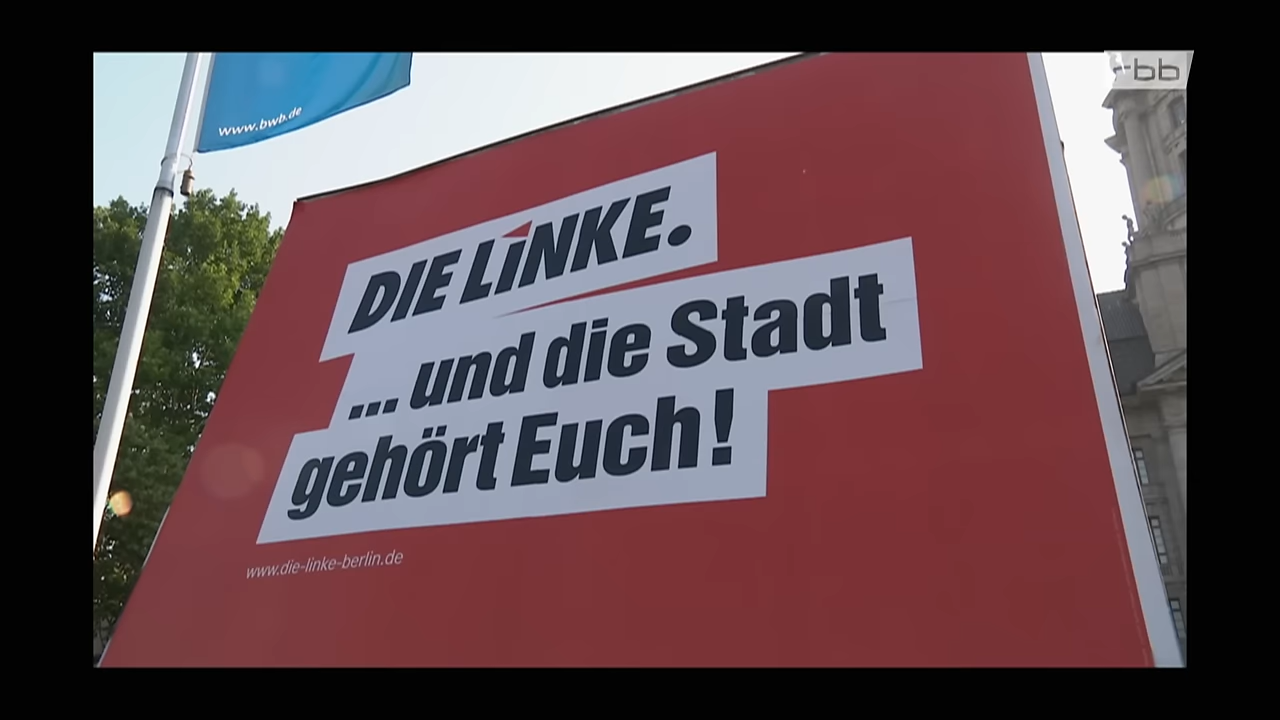 www.bwb.de
rbb
DIE LINKE.
... und die Stadt
gehört Euch!
www.die-linke-berlin.de